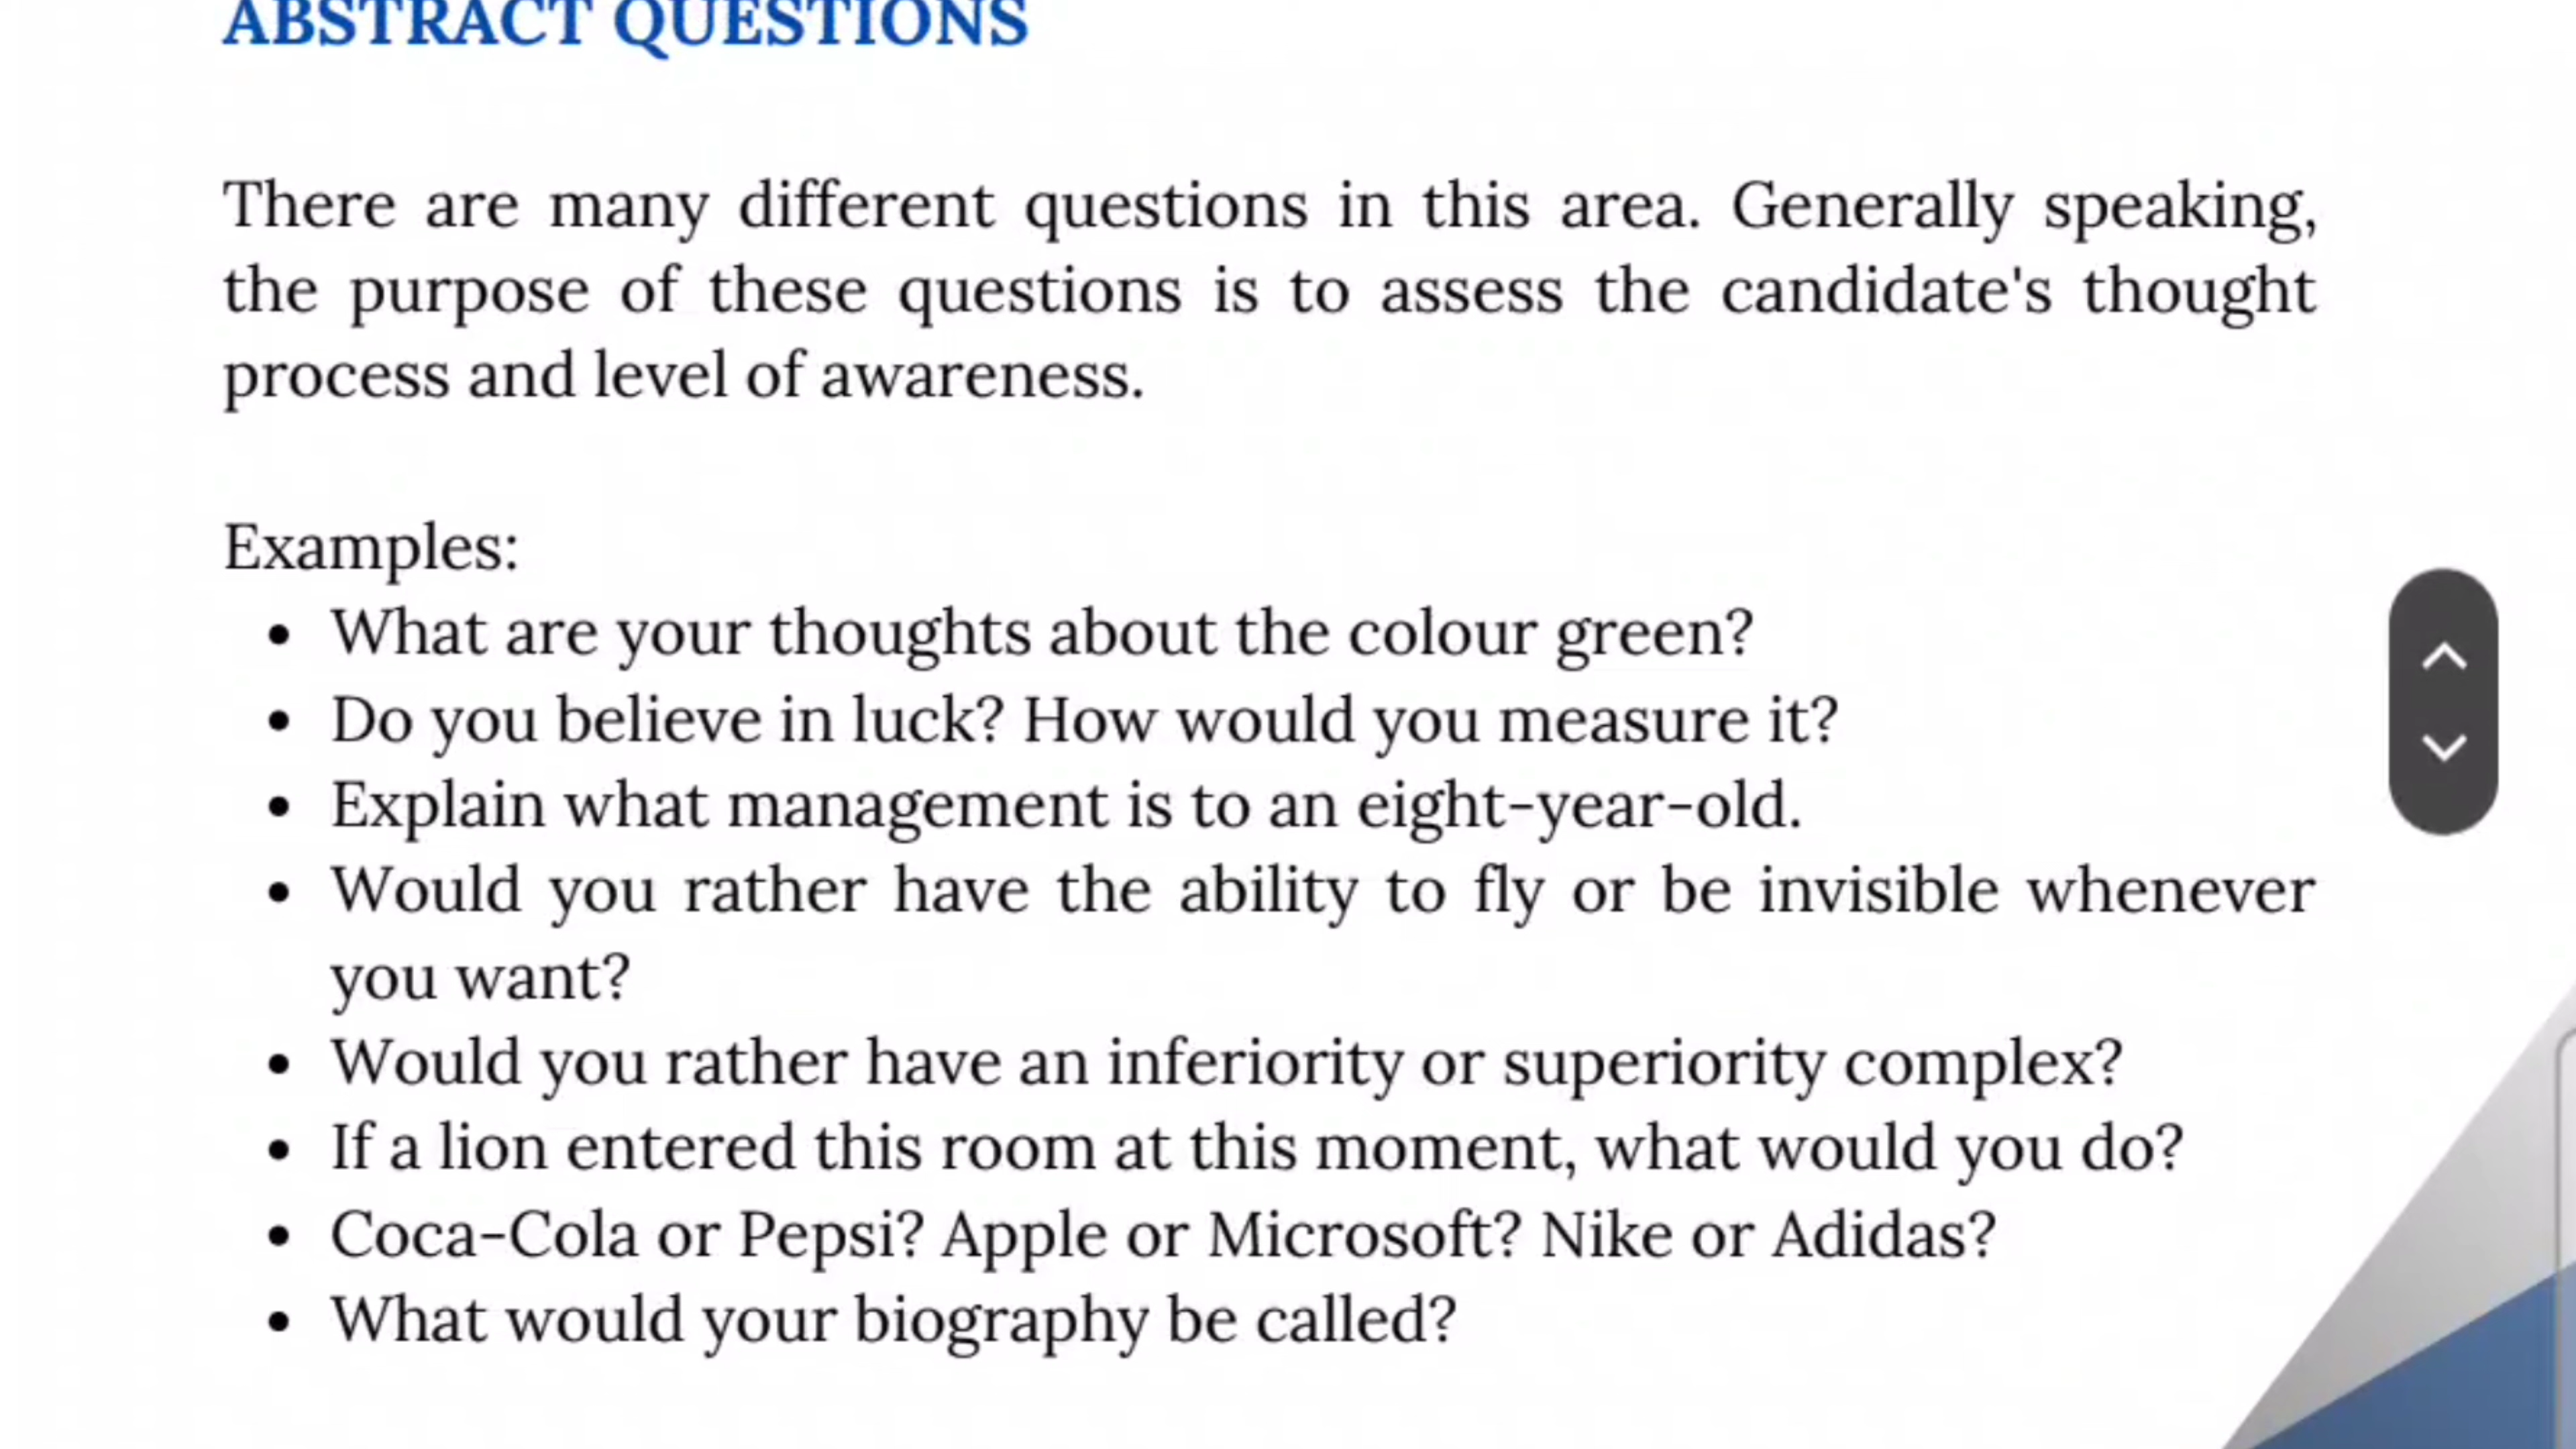 ABSTRACT QUESTIONS
There are many different questions in this area. Generally speaking,
the purpose of these questions is to assess the candidate's thought
process and level of awareness.
Examples:
• What are your thoughts about the colour green?
• Do you believe in luck? How would you measure it?
• Explain what management is to an eight-year-old.
• Would you rather have the ability to fly or be invisible whenever
you want?
• Would you rather have an inferiority or superiority complex?
• If a lion entered this room at this moment, what would you do?
• Coca-Cola or Pepsi? Apple or Microsoft? Nike or Adidas?
• What would your biography be called?